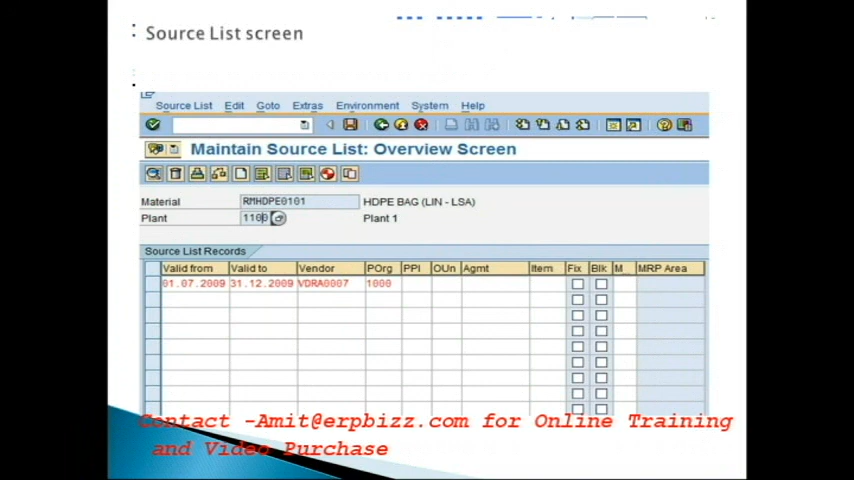 Source List screen
Source List Edit Goto Extras Environment System Help
Maintain Source List: Overview Screen
Material RMHDPE0101 HDPE BAG (LIN - LSA)
Plant 1100 Plant 1
Source List Records
Valid from Valid to Vendor POrg PPl OUn Agmt Item Fix Blk M_ MRP Area
01.07.2009 31.12.2009 VDRA0007 1000
Contact -Amit@erpbizz.com for Online Training
and Video Purchase